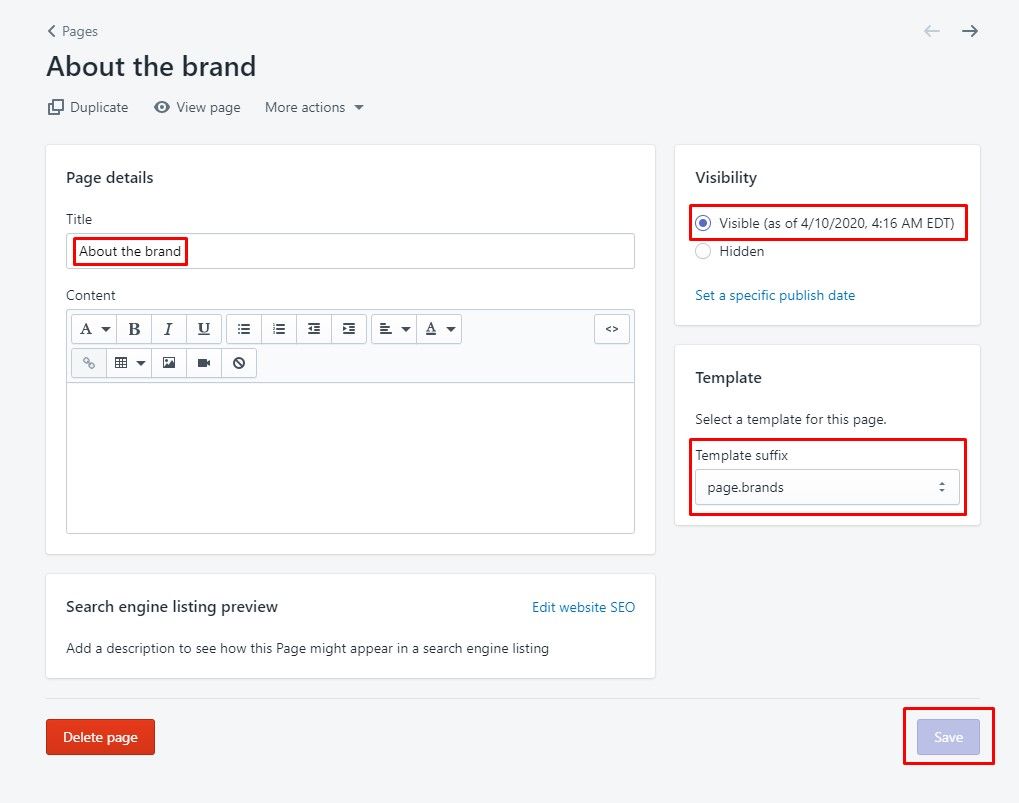 Pages
About the brand
Duplicate View page More actions
Page details
Title
About the brand
Content
A B I U A <>
Search engine listing preview Edit website SEO
Add a description to see how this Page might appear in a search engine listing
Visibility
Visible (as of 4/10/2020, 4:16 AM EDT)
Hidden
Set a specific publish date
Template
Select a template for this page.
Template suffix
page.brands
Delete page Save